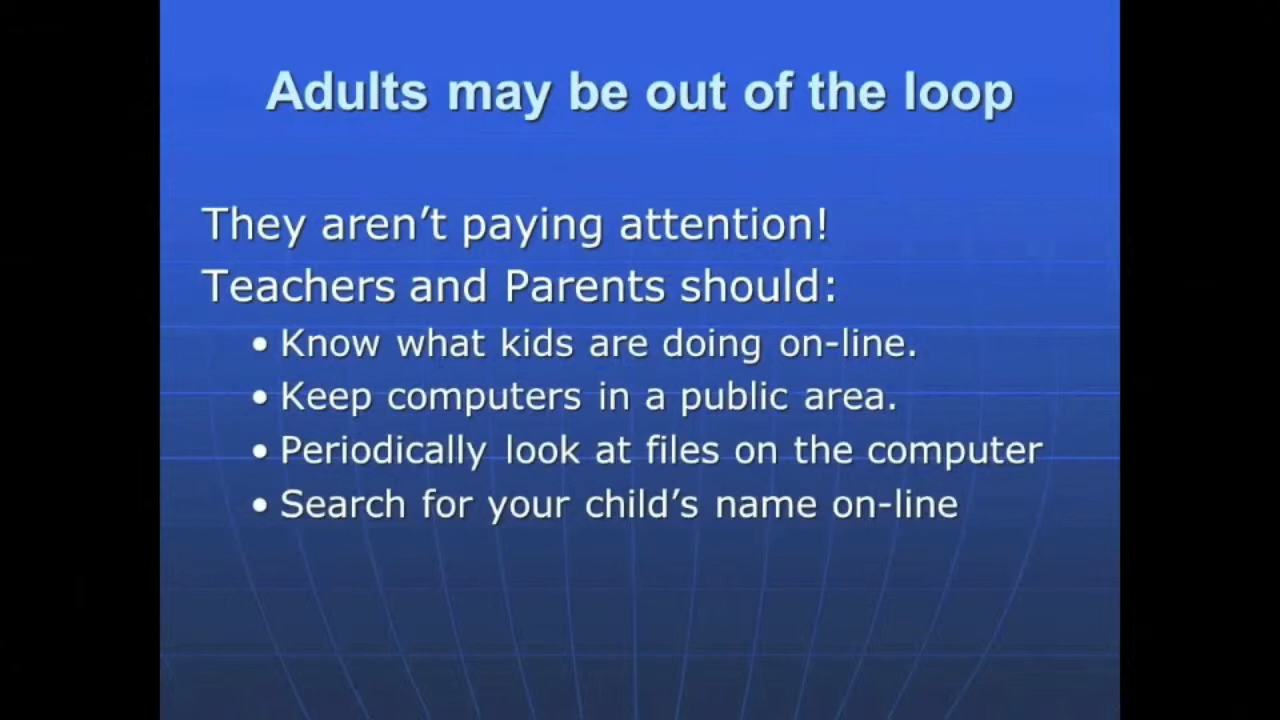 Adults may be out of the loop
They aren’t paying attention!
Teachers and Parents should:
• Know what kids are doing on-line.
• Keep computers in a public area.
• Periodically look at files on the computer
• Search for your child’s name on-line